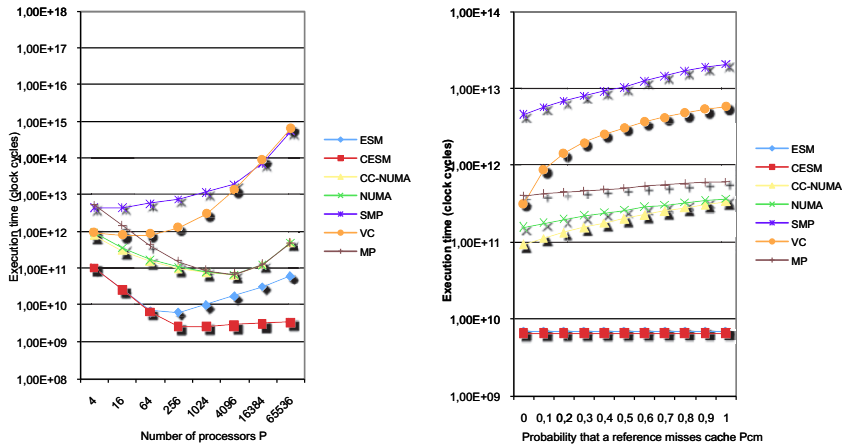 1,00E+18
1,00E+17
1,00E+16
1,00E+15
1,00E+14
1,00E+13
1,00E+12
1,00E+11
1,00E+10
1,00E+09
1,00E+08
Execution time (clock cycles)
4
16
64
256
1024
4096
16384
65536
Number of processors P
ESM
CESM
CC-NUMA
NUMA
SMP
VC
MP
1,00E+14
1,00E+13
1,00E+12
1,00E+11
1,00E+10
1,00E+09
Execution time (clock cycles)
0 0,1 0,2 0,3 0,4 0,5 0,6 0,7 0,8 0,9 1
Probability that a reference misses cache Pcm
ESM
CESM
CC-NUMA
NUMA
SMP
VC
MP